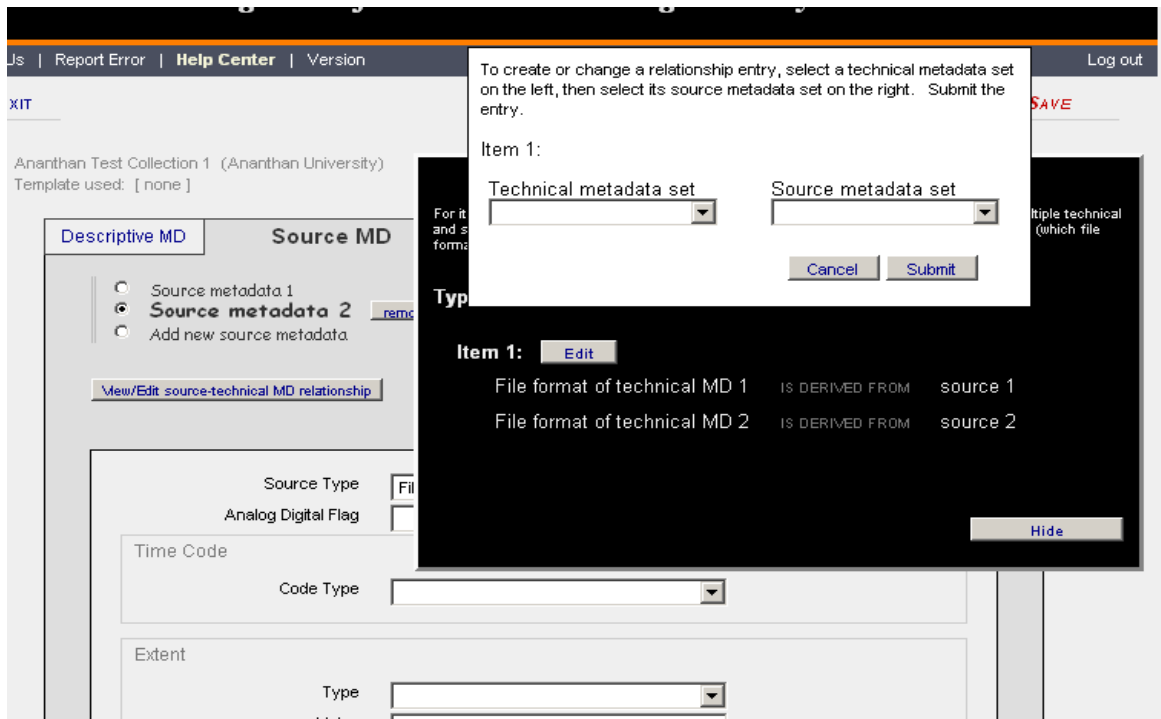 Us | Report Error | Help Center | Version
Log out
XIT
SAVE
To create or change a relationship entry, select a technical metadata set
on the left, then select its source metadata set on the right. Submit the
entry.
Item 1:
Technical metadata set
Source metadata set
Cancel
Submit
Ananthan Test Collection 1 (Ananthan University)
Template used: [ none ]
Descriptive MD
Source MD
For it
tiple technical
and s
(which file
forma
Source metadata 1
Source metadata 2
remo
Add new source metadata
View/Edit source-technical MD relationship
Typ
Item 1:
Edit
File format of technical MD 1 IS DERIVED FROM source 1
File format of technical MD 2 IS DERIVED FROM source 2
Hide
Source Type
Fil
Analog Digital Flag
Time Code
Code Type
Extent
Type